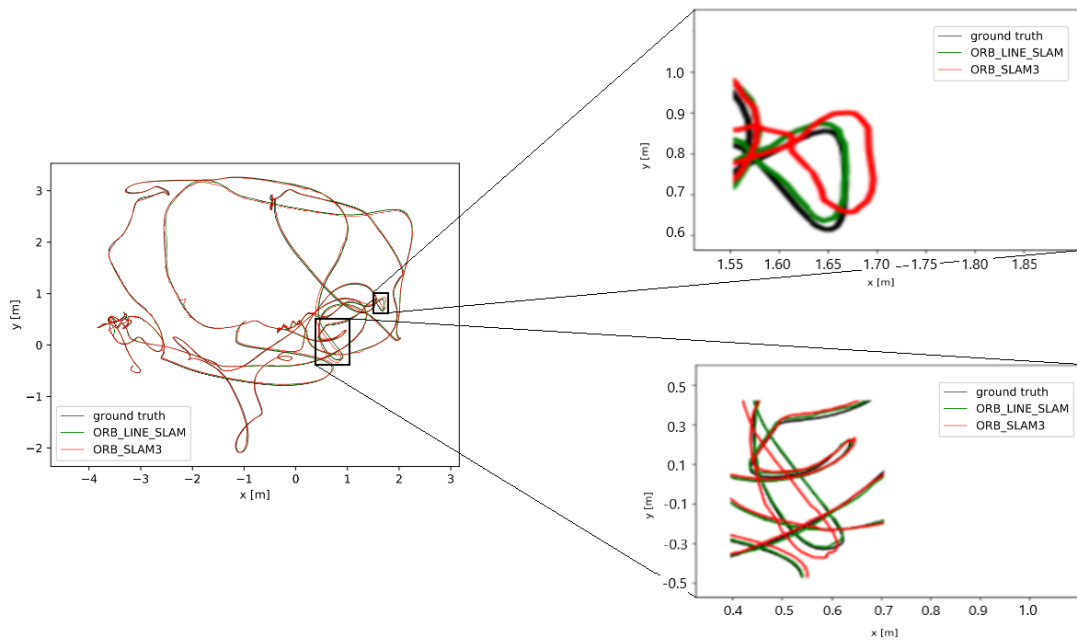 3
2
1
0
−1
−2
y [m]
−4
−3
−2
−1
0
1
2
3
x [m]
ground truth
ORB_LINE_SLAM
ORB_SLAM3
ground truth
ORB_LINE_SLAM
ORB_SLAM3
1.0
0.9
0.8
0.7
0.6
y [m]
1.55 1.60 1.65 1.70 1.75 1.80 1.85
x [m]
ground truth
ORB_LINE_SLAM
ORB_SLAM3
0.5
0.3
0.1
-0.1
-0.3
-0.5
y [m]
0.4 0.5 0.6 0.7 0.8 0.9 1.0
x [m]